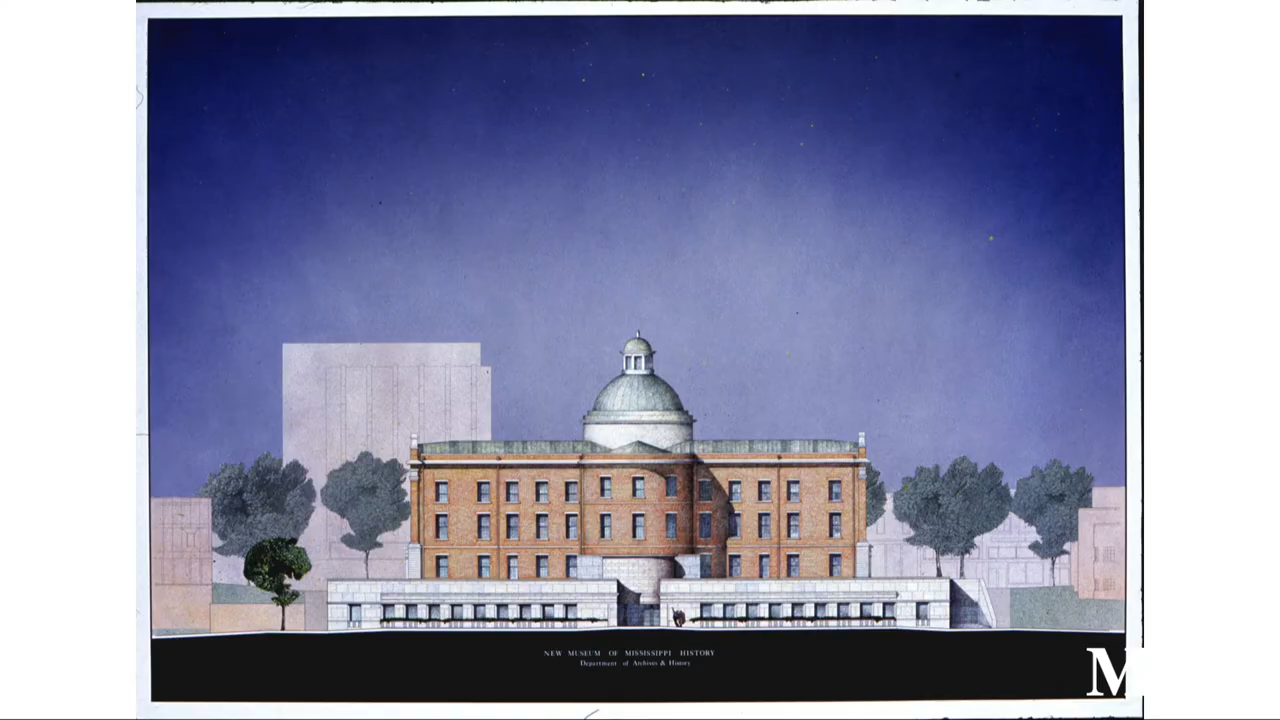 NEW MUSEUM OF MISSISSIPPI HISTORY
Department of Archives & History
M